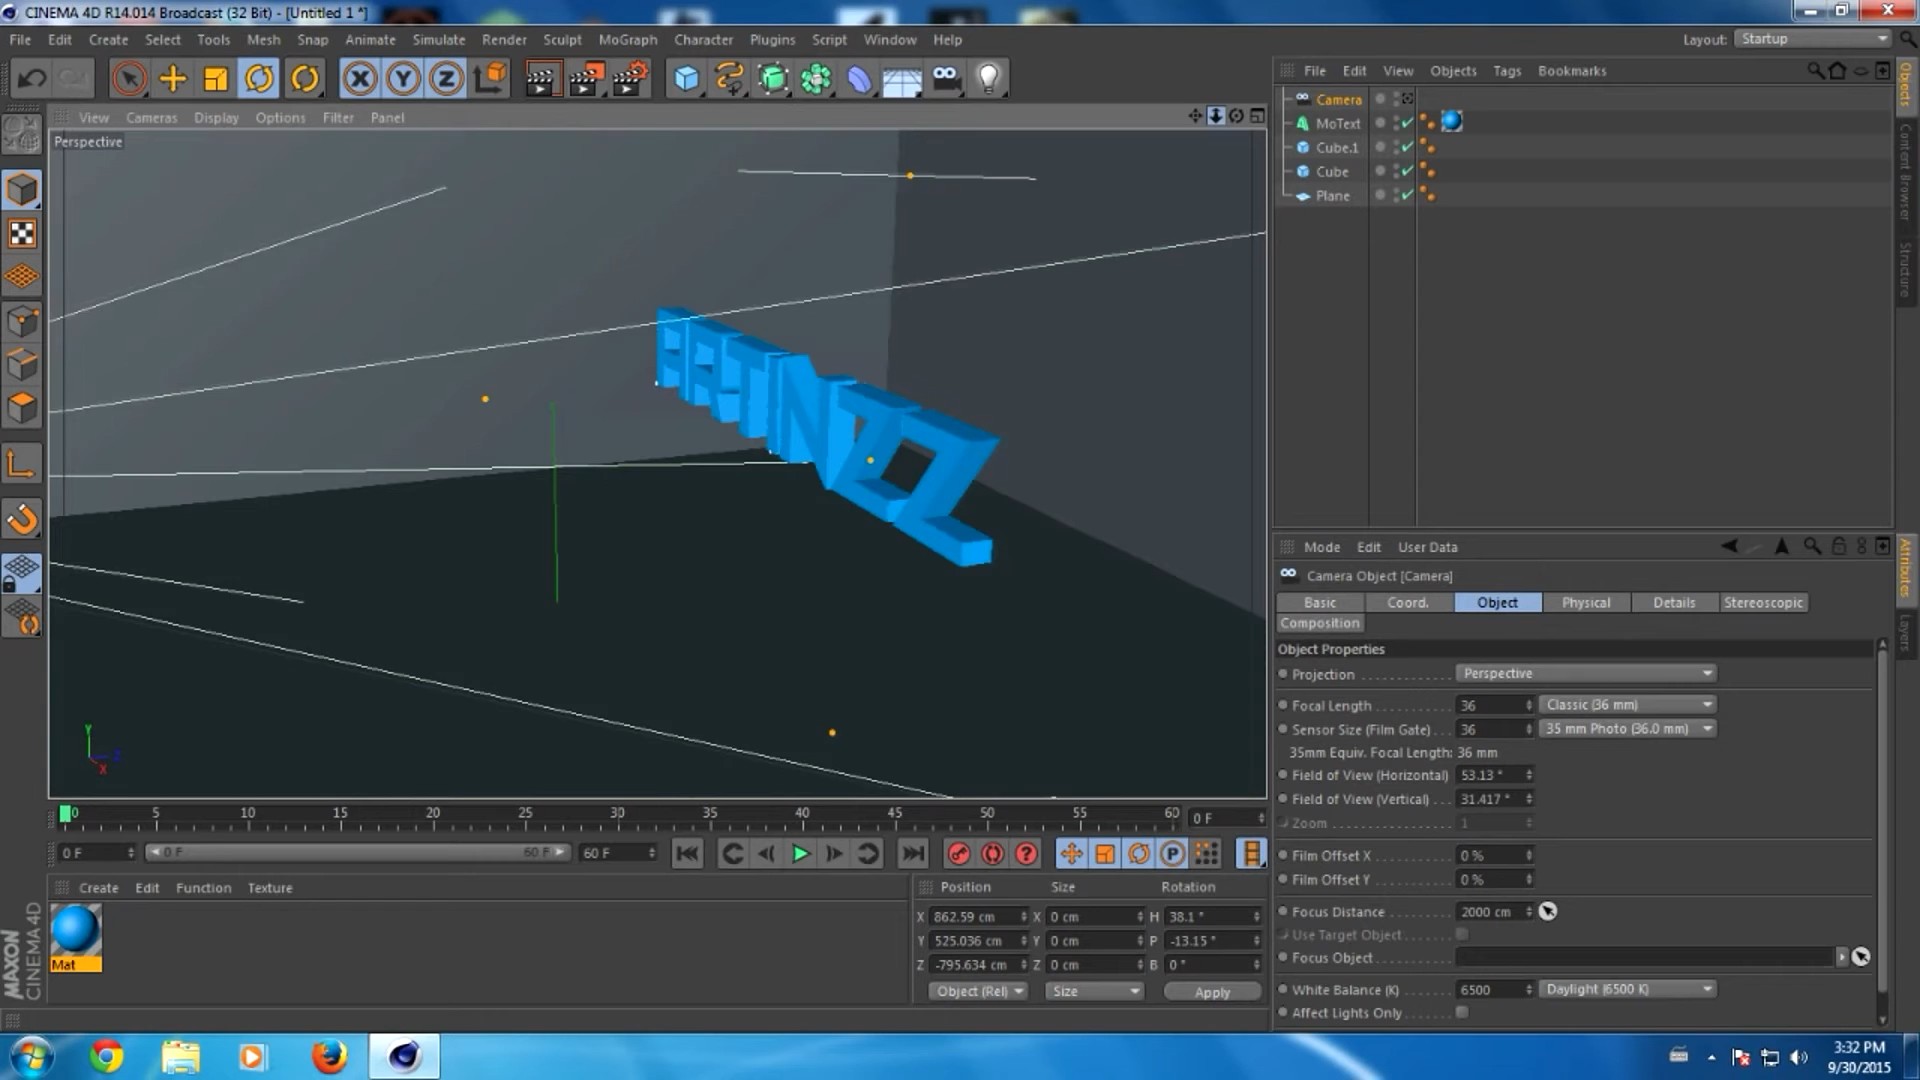 CINEMA 4D R14.014 Broadcast (32 Bit) - [Untitled 1 *]
File Edit Create Select Tools Mesh Snap Animate Simulate Render Sculpt MoGraph Character Plugins Script Window Help Layout: Startup
X Y Z
File Edit View Objects Tags Bookmarks
View Cameras Display Options Filter Panel
Perspective
Camera
MoText
Cube.1
Cube
Plane
Objects
Content Browser
Structure
Mode Edit User Data
Attributes
Layers
Camera Object [Camera]
Basic Coord. Object Physical Details Stereoscopic
Composition
Object Properties
Projection Perspective
Focal Length 36 Classic (36 mm)
Sensor Size (Film Gate) 36 35 mm Photo (36.0 mm)
35mm Equiv. Focal Length: 36 mm
Field of View (Horizontal) 53.13 °
Field of View (Vertical) 31.417 °
Zoom 1
Film Offset X 0 %
Film Offset Y 0 %
Focus Distance 2000 cm
Use Target Object
Focus Object
White Balance (K) 6500 Daylight (6500 K)
Affect Lights Only
Y
Z
X
0 5 10 15 20 25 30 35 40 45 50 55 60 0 F
0 F 0 F 60 F 60 F
P
Create Edit Function Texture
Mat
MAXON
CINEMA 4D
Position Size Rotation
X 862.59 cm X 0 cm H 38.1 °
Y 525.036 cm Y 0 cm P -13.15 °
Z -795.634 cm Z 0 cm B 0 °
Object (Rel) Size Apply
3:32 PM
9/30/2015